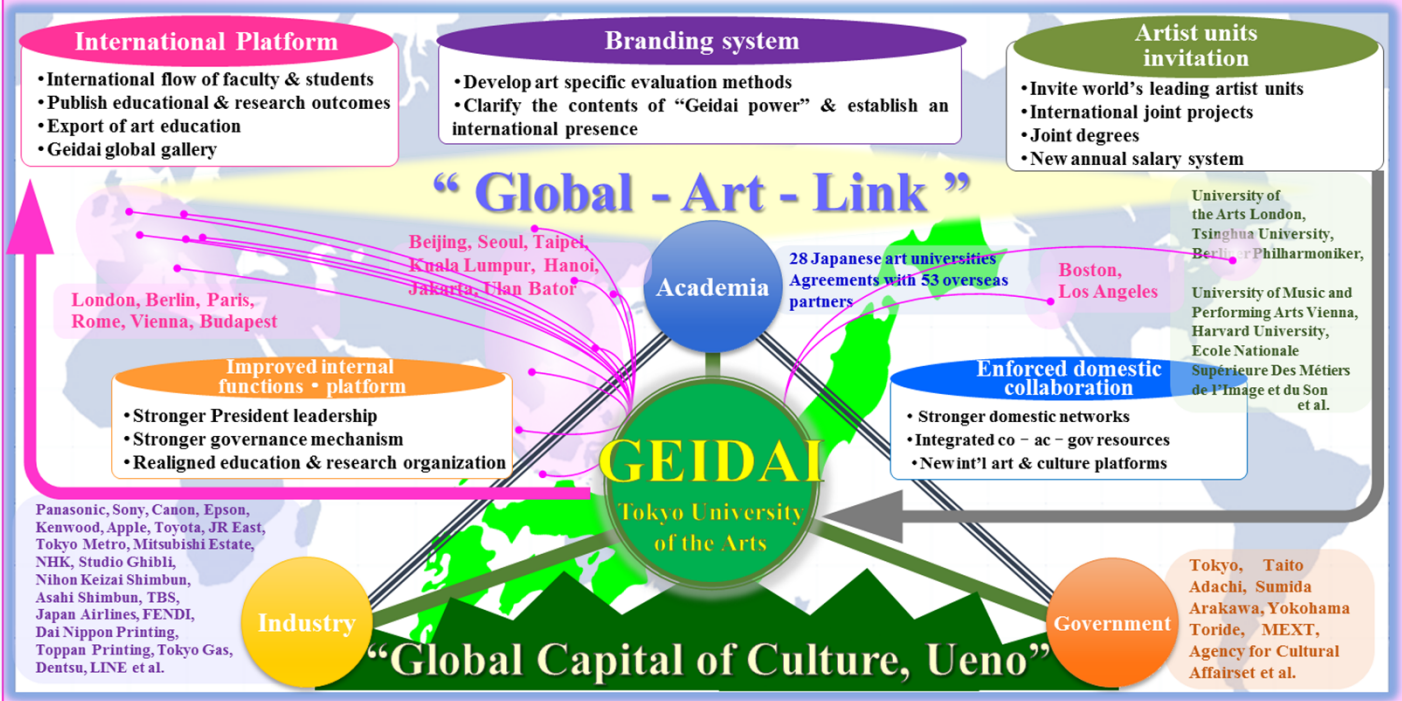 International Platform
•International flow of faculty & students
•Publish educational & research outcomes
•Export of art education
•Geidai global gallery
Branding system
•Develop art specific evaluation methods
•Clarify the contents of “Geidai power” & establish an
international presence
Artist units
invitation
•Invite world’s leading artist units
•International joint projects
•Joint degrees
•New annual salary system
“ Global - Art - Link ”
Beijing, Seoul, Taipei,
Kuala Lumpur, Hanoi,
Jakarta, Ulan Bator
London, Berlin, Paris,
Rome, Vienna, Budapest
Academia
28 Japanese art universities
Agreements with 53 overseas
partners
Boston,
Los Angeles
University of
the Arts London,
Tsinghua University,
Berliner Philharmoniker,
University of Music and
Performing Arts Vienna,
Harvard University,
Ecole Nationale
Supérieure Des Métiers
de l’Image et du Son
et al.
Improved internal
functions・platform
•Stronger President leadership
•Stronger governance mechanism
•Realigned education & research organization
Enforced domestic
collaboration
• Stronger domestic networks
•Integrated co－ac－gov resources
•New int’l art & culture platforms
GEIDAI
Tokyo University
of the Arts
Panasonic, Sony, Canon, Epson,
Kenwood, Apple, Toyota, JR East,
Tokyo Metro, Mitsubishi Estate,
NHK, Studio Ghibli,
Nihon Keizai Shimbun,
Asahi Shimbun, TBS,
Japan Airlines, FENDI,
Dai Nippon Printing,
Toppan Printing, Tokyo Gas,
Dentsu, LINE et al.
Industry
Government
Tokyo, Taito
Adachi, Sumida
Arakawa, Yokohama
Toride, MEXT,
Agency for Cultural
Affairset et al.
“Global Capital of Culture, Ueno”